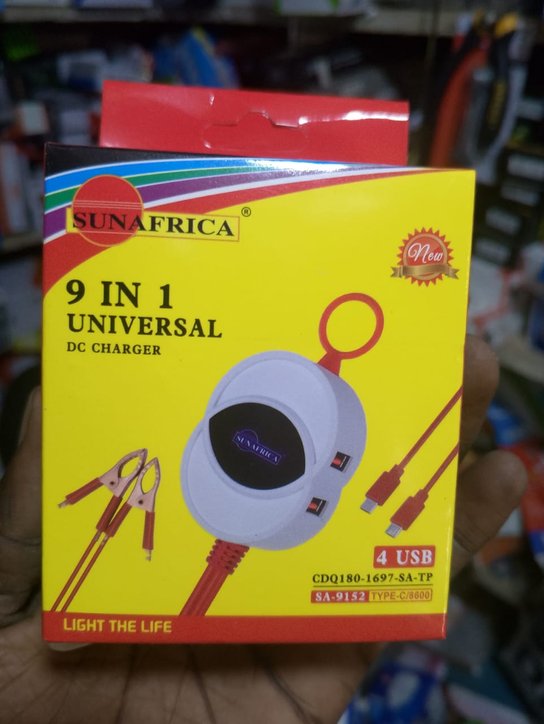 SUNAFRICA®
New
9 IN 1
UNIVERSAL
DC CHARGER
SUNAFRICA
4 USB
CDQ180-1697-SA-TP
SA-9152 TYPE-C/8600
LIGHT THE LIFE